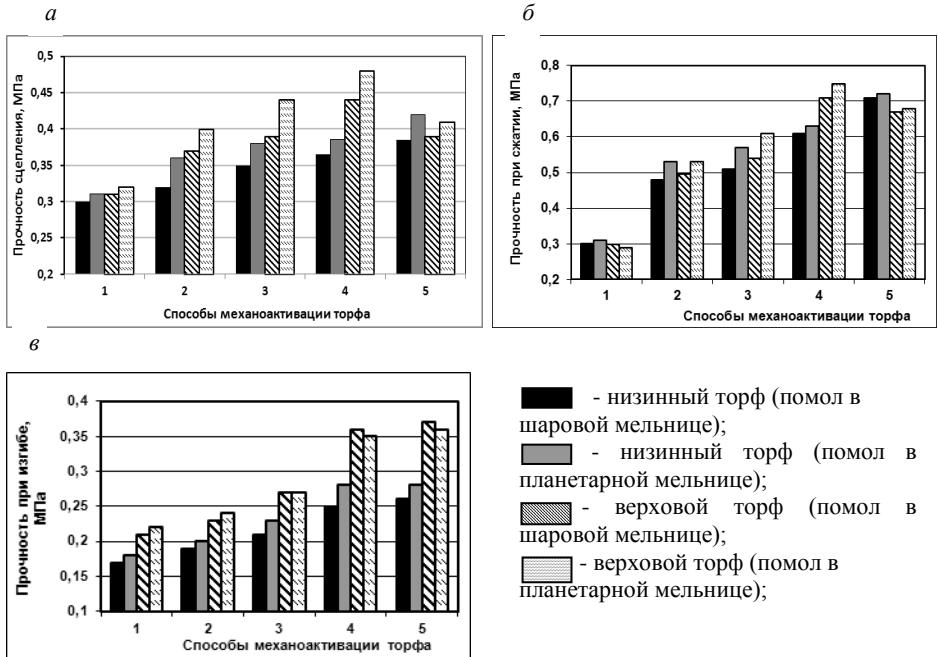 а
Прочность сцепления, МПа
0,5
0,45
0,4
0,35
0,3
0,25
0,2
1 2 3 4 5
Способы механоактивации торфа
б
Прочность при сжатии, МПа
0,8
0,7
0,6
0,5
0,4
0,3
0,2
1 2 3 4 5
Способы механоактивации торфа
в
Прочность при изгибе,
МПа
0,4
0,35
0,3
0,25
0,2
0,15
0,1
1 2 3 4 5
Способы механоактивации торфа
- низинный торф (помол в
шаровой мельнице);
- низинный торф (помол в
планетарной мельнице);
- верховой торф (помол в
шаровой мельнице);
- верховой торф (помол в
планетарной мельнице);